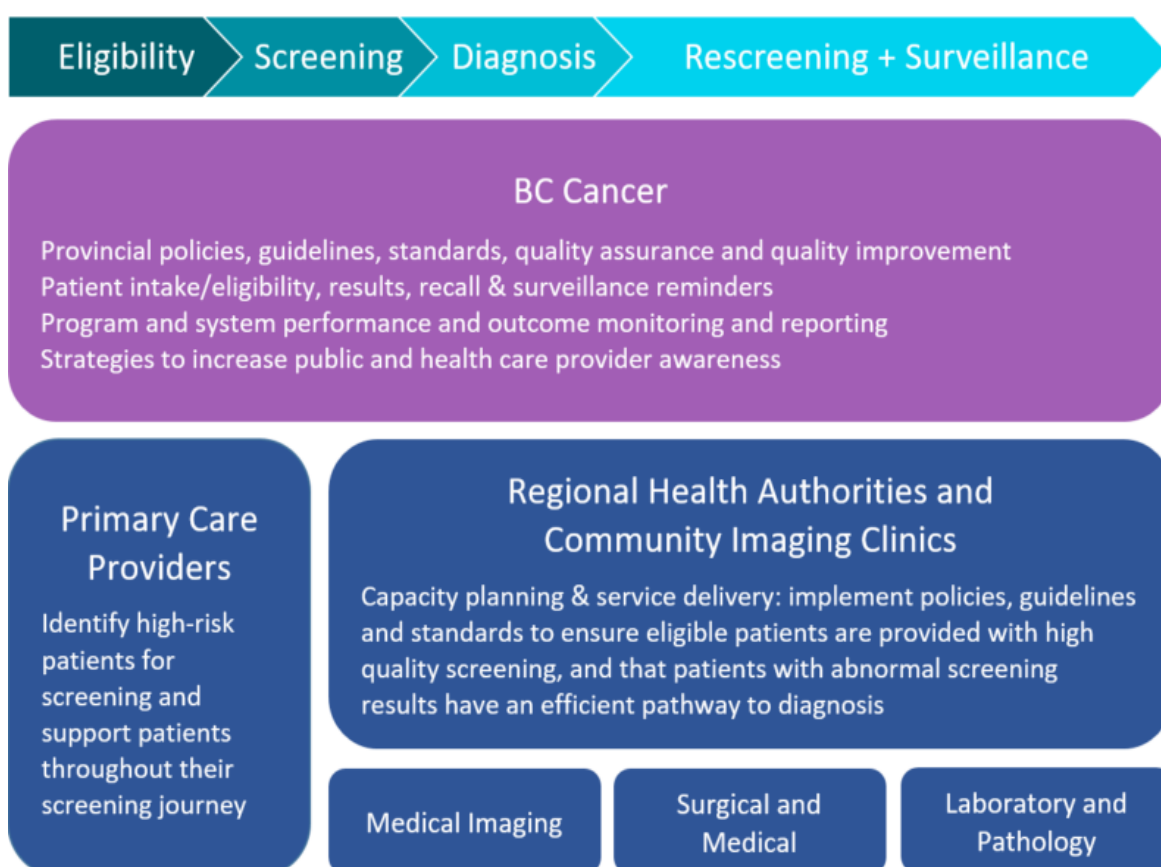 Eligibility
Screening
Diagnosis
Rescreening + Surveillance
BC Cancer
Provincial policies, guidelines, standards, quality assurance and quality improvement
Patient intake/eligibility, results, recall & surveillance reminders
Program and system performance and outcome monitoring and reporting
Strategies to increase public and health care provider awareness
Primary Care
Providers
Identify high-risk
patients for
screening and
support patients
throughout their
screening journey
Regional Health Authorities and
Community Imaging Clinics
Capacity planning & service delivery: implement policies, guidelines
and standards to ensure eligible patients are provided with high
quality screening, and that patients with abnormal screening
results have an efficient pathway to diagnosis
Medical Imaging
Surgical and
Medical
Laboratory and
Pathology